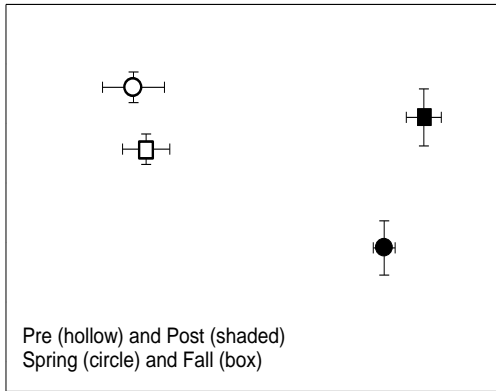 Pre (hollow) and Post (shaded)
Spring (circle) and Fall (box)